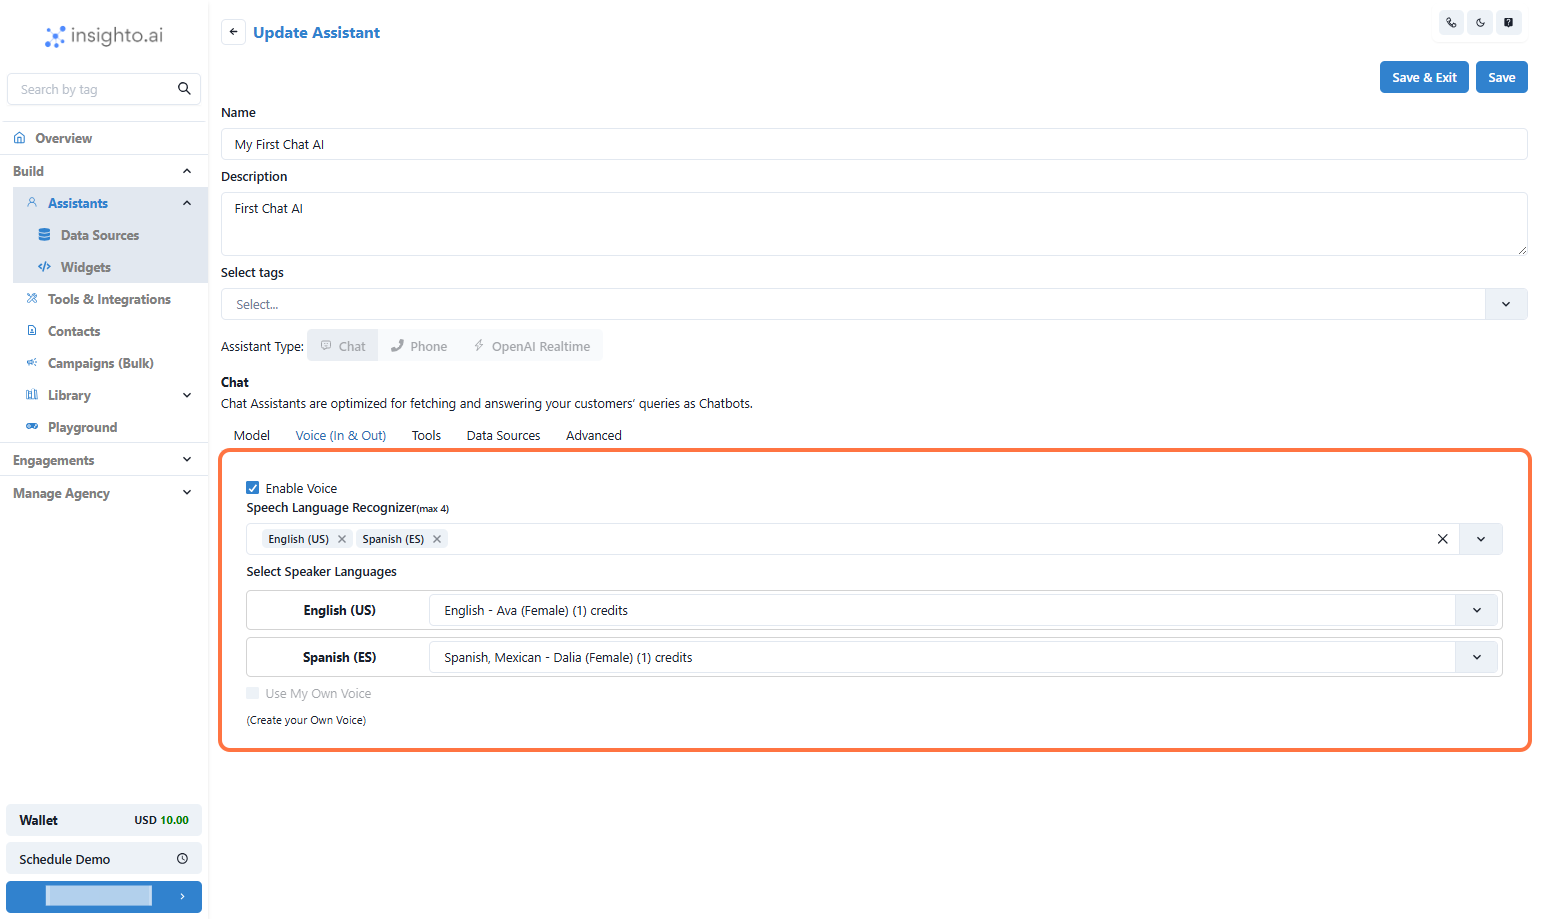 insighto.ai
Search by tag
Overview
Build
Assistants
Data Sources
Widgets
Tools & Integrations
Contacts
Campaigns (Bulk)
Library
Playground
Engagements
Manage Agency
Wallet USD 10.00
Schedule Demo
Update Assistant
Save & Exit Save
Name
My First Chat AI
Description
First Chat AI
Select tags
Select...
Assistant Type: Chat Phone OpenAI Realtime
Chat
Chat Assistants are optimized for fetching and answering your customers' queries as Chatbots.
Model Voice (In & Out) Tools Data Sources Advanced
Enable Voice
Speech Language Recognizer(max 4)
English (US) Spanish (ES)
Select Speaker Languages
English (US) English - Ava (Female) (1) credits
Spanish (ES) Spanish, Mexican - Dalia (Female) (1) credits
Use My Own Voice
(Create your Own Voice)